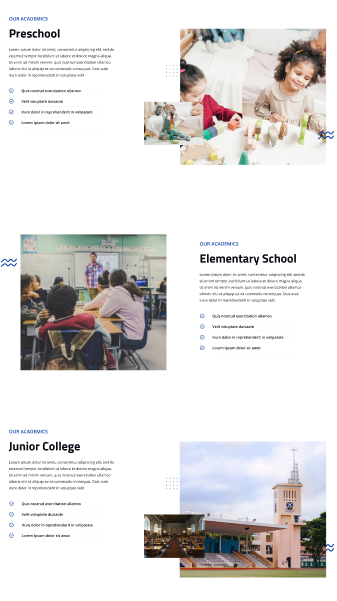 OUR ACADEMICS
Preschool
Lorem ipsum dolor sit amet, consectetur adipiscing elit, sed do
eiusmod tempor incididunt ut labore et dolore magna aliqua.
Ut enim ad minim veniam, quis nostrud exercitation ullamco
laboris nisi ut aliquip ex ea commodo consequat. Duis aute
irure dolor in reprehenderit in voluptate velit
Quis nostrud exercitation ullamco
Velit voluptate duisaute
Irure dolor in reprehenderit in voluptate
Lorem ipsum dolor sit amet
OUR ACADEMICS
Elementary School
Lorem ipsum dolor sit amet, consectetur adipiscing elit, sed do
eiusmod tempor incididunt ut labore et dolore magna aliqua.
Ut enim ad minim veniam, quis nostrud exercitation ullamco
laboris nisi ut aliquip ex ea commodo consequat. Duis aute
irure dolor in reprehenderit in voluptate velit
Quis nostrud exercitation ullamco
Velit voluptate duisaute
Irure dolor in reprehenderit in voluptate
Lorem ipsum dolor sit amet
OUR ACADEMICS
Junior College
Lorem ipsum dolor sit amet, consectetur adipiscing elit, sed do
eiusmod tempor incididunt ut labore et dolore magna aliqua.
Ut enim ad minim veniam, quis nostrud exercitation ullamco
laboris nisi ut aliquip ex ea commodo consequat. Duis aute
irure dolor in reprehenderit in voluptate velit
Quis nostrud exercitation ullamco
Velit voluptate duisaute
Irure dolor in reprehenderit in voluptate
Lorem ipsum dolor sit amet